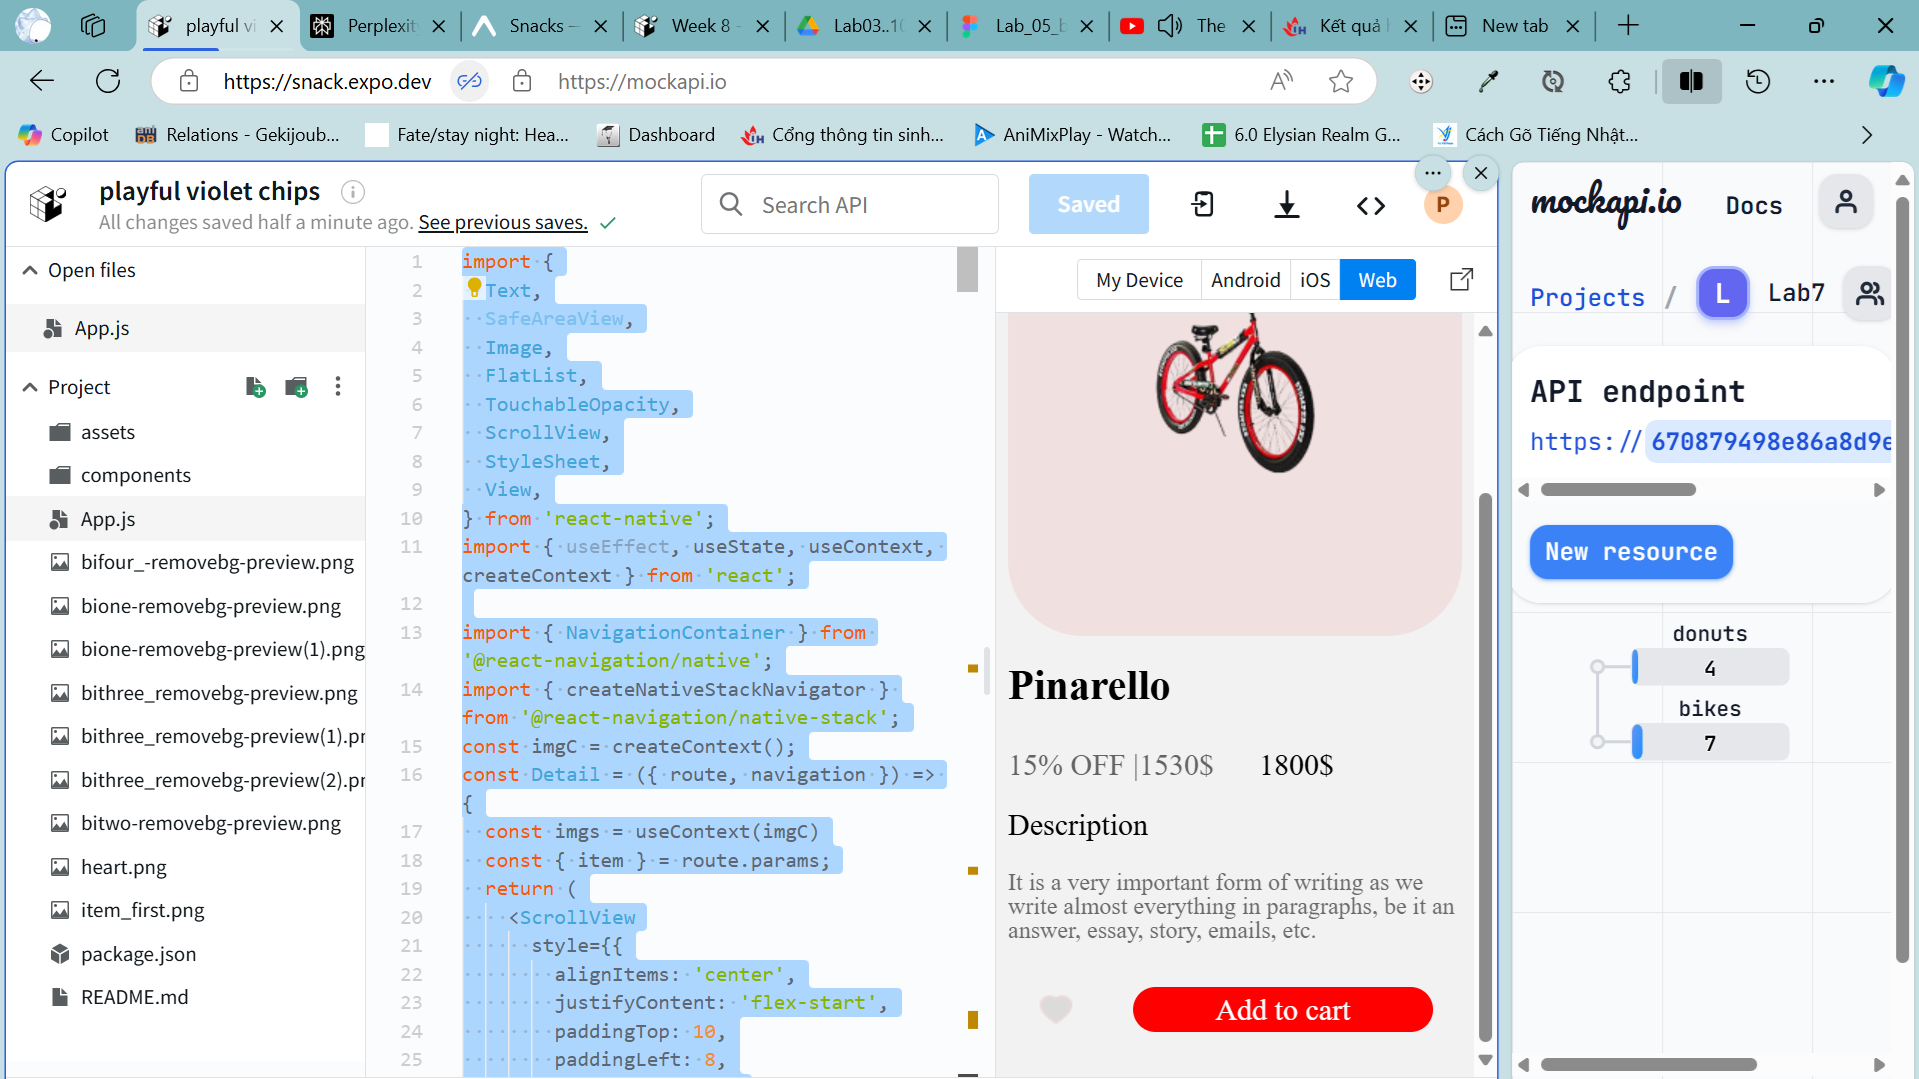 playful vi
Perplexity
Snacks —
Week 8 -
Lab03..10
Lab_05_b
The
Kết quả h
New tab
https://snack.expo.dev
https://mockapi.io
Copilot
Relations - Gekijoub...
Fate/stay night: Hea...
Dashboard
Cổng thông tin sinh...
AniMixPlay - Watch...
6.0 Elysian Realm G...
Cách Gõ Tiếng Nhật...
playful violet chips
All changes saved half a minute ago. See previous saves.
Search API
Saved
P
Open files
App.js
Project
assets
components
App.js
bifour_-removebg-preview.png
bione-removebg-preview.png
bione-removebg-preview(1).png
bithree_removebg-preview.png
bithree_removebg-preview(1).pr
bithree_removebg-preview(2).pr
bitwo-removebg-preview.png
heart.png
item_first.png
package.json
README.md
1 import {
2 Text,
3 SafeAreaView,
4 Image,
5 FlatList,
6 TouchableOpacity,
7 ScrollView,
8 StyleSheet,
9 View,
10 } from 'react-native';
11 import { useEffect, useState, useContext,
createContext } from 'react';
12
13 import { NavigationContainer } from
'@react-navigation/native';
14 import { createNativeStackNavigator }
from '@react-navigation/native-stack';
15 const imgC = createContext();
16 const Detail = ({ route, navigation }) =>
{
17 const imgs = useContext(imgC)
18 const { item } = route.params;
19 return (
20 <ScrollView
21 style={{
22 alignItems: 'center',
23 justifyContent: 'flex-start',
24 paddingTop: 10,
25 paddingLeft: 8,
My Device
Android
iOS
Web
Pinarello
15% OFF |1530$ 1800$
Description
It is a very important form of writing as we
write almost everything in paragraphs, be it an
answer, essay, story, emails, etc.
Add to cart
mockapi.io
Docs
Projects / L Lab7
API endpoint
https:// 670879498e86a8d9e
New resource
donuts
4
bikes
7